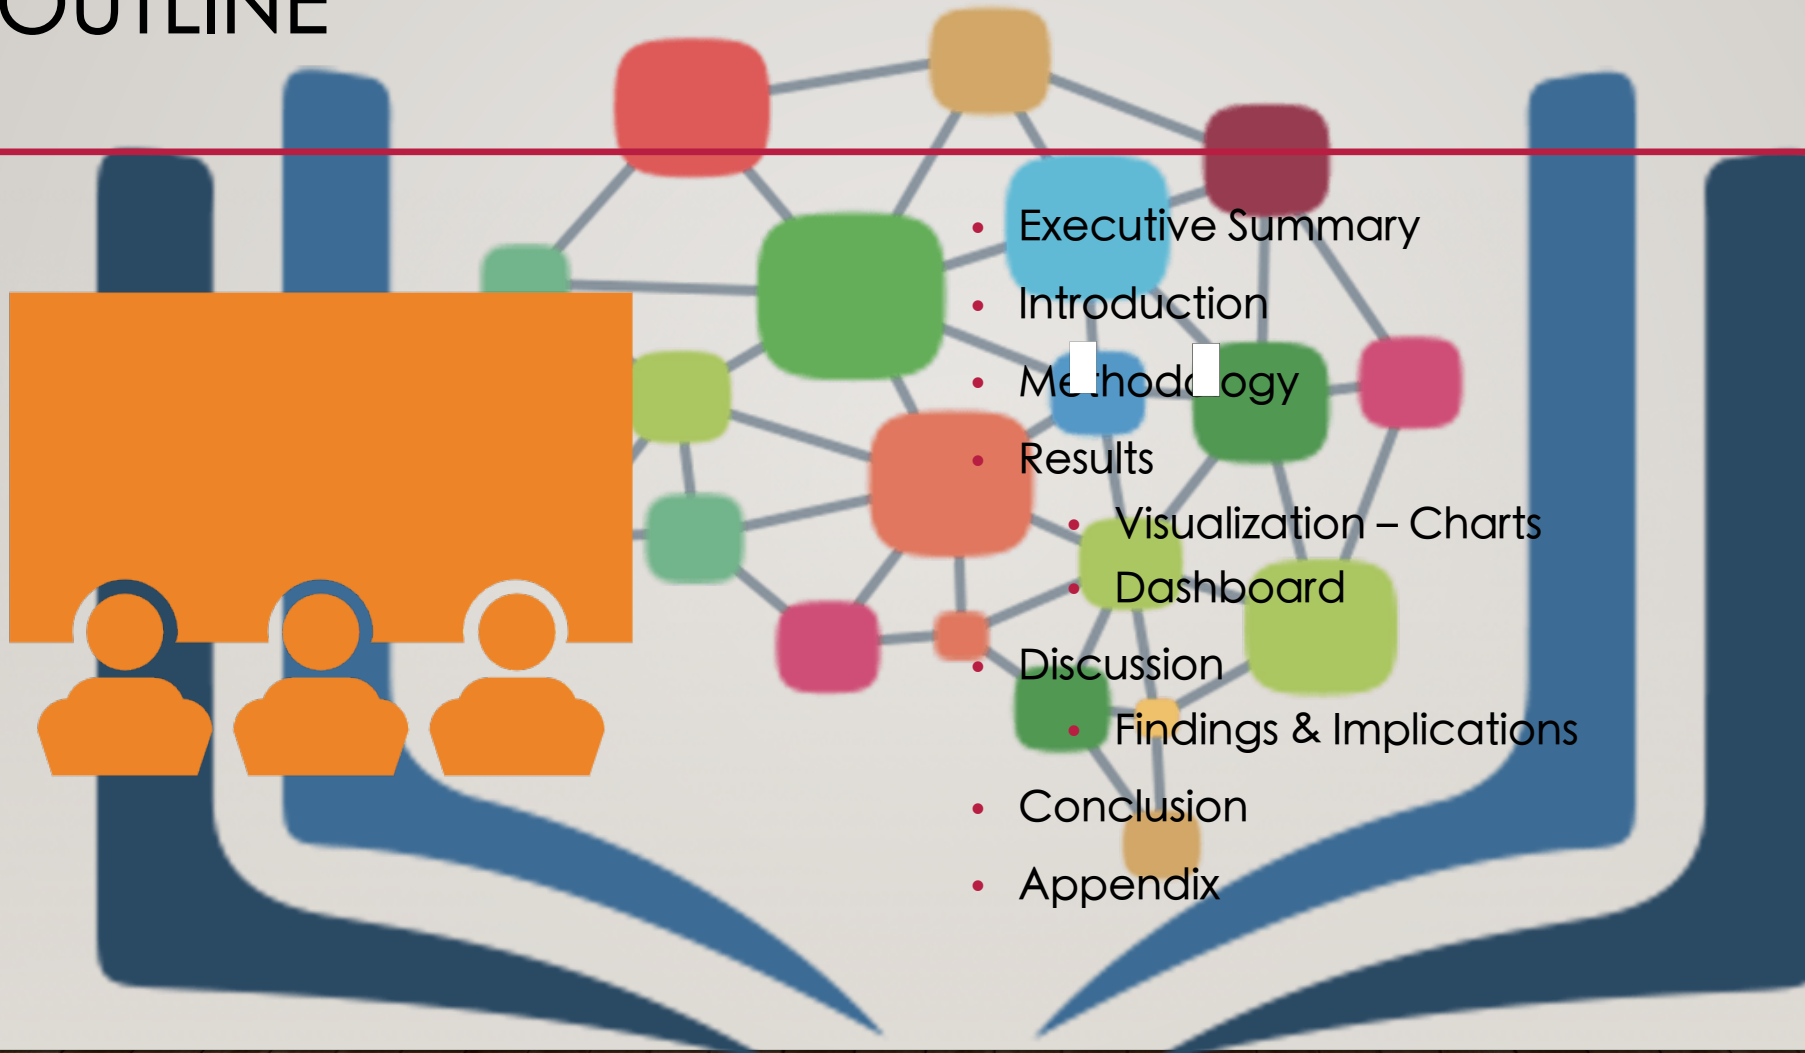 OUTLINE
• Executive Summary
• Introduction
• Methodology
• Results
• Visualization – Charts
• Dashboard
• Discussion
• Findings & Implications
• Conclusion
• Appendix